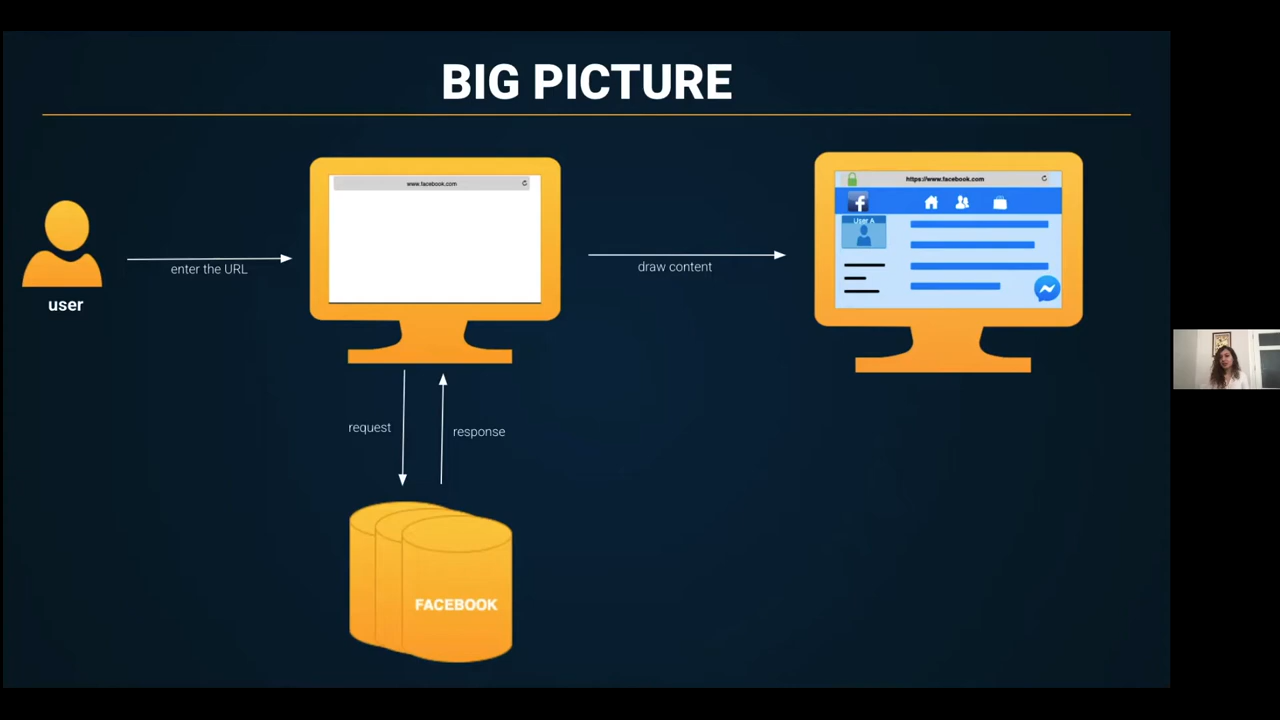 BIG PICTURE
www.facebook.com
https://www.facebook.com
f
User A
enter the URL
draw content
user
request
response
FACEBOOK